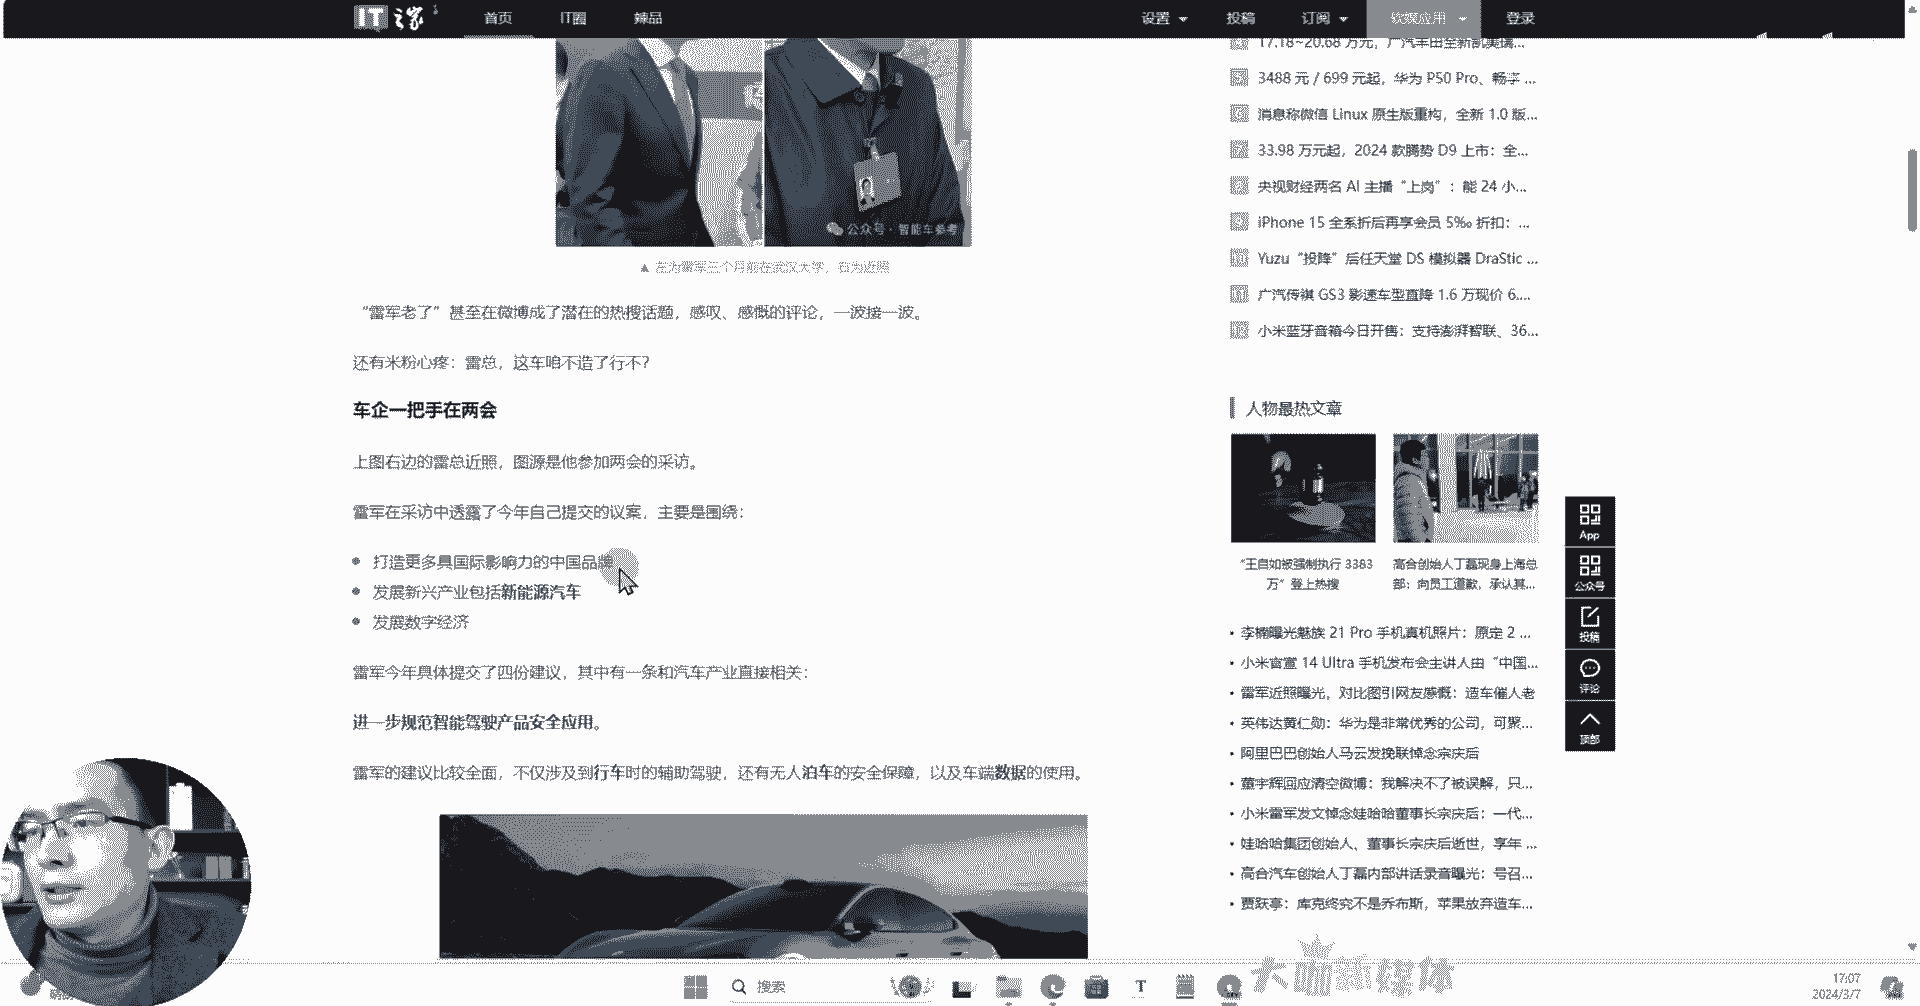 IT之家
首页
IT圈
辣品
设置
投稿
订阅
软媒应用
登录
公众号·智能车参考
▲ 左为雷军三个月前在武汉大学，右为近照
“雷军老了”甚至在微博成了潜在的热搜话题，感叹、感慨的评论，一波接一波。
还有米粉心疼：雷总，这车咱不造了行不？
车企一把手在两会
上图右边的雷总近照，图源是他参加两会的采访。
雷军在采访中透露了今年自己提交的议案，主要是围绕：
打造更多具国际影响力的中国品牌
发展新兴产业包括新能源汽车
发展数字经济
雷军今年具体提交了四份建议，其中有一条和汽车产业直接相关：
进一步规范智能驾驶产品安全应用。
雷军的建议比较全面，不仅涉及到行车时的辅助驾驶，还有无人泊车的安全保障，以及车端数据的使用。
17.18~20.68 万元，广汽丰田全新凯美瑞...
3488 元 / 699 元起，华为 P50 Pro、畅享 ...
消息称微信 Linux 原生版重构，全新 1.0 版...
33.98 万元起，2024 款腾势 D9 上市：全...
央视财经两名 AI 主播“上岗”：能 24 小...
iPhone 15 全系折后再享会员 5‰ 折扣：...
10 Yuzu“投降”后任天堂 DS 模拟器 DraStic ...
11 广汽传祺 GS3 影速车型直降 1.6 万现价 6....
12 小米蓝牙音箱今日开售：支持澎湃智联、36...
人物最热文章
“王自如被强制执行 3383
万”登上热搜
高合创始人丁磊现身上海总
部：向员工道歉，承认其...
李楠曝光魅族 21 Pro 手机真机照片：原定 2 ...
小米官宣 14 Ultra 手机发布会主讲人由“中国...
雷军近照曝光，对比图引网友感慨：造车催人老
英伟达黄仁勋：华为是非常优秀的公司，可聚...
阿里巴巴创始人马云发挽联悼念宗庆后
董宇辉回应清空微博：我解决不了被误解，只...
小米雷军发文悼念娃哈哈董事长宗庆后：一代...
娃哈哈集团创始人、董事长宗庆后逝世，享年 ...
高合汽车创始人丁磊内部讲话录音曝光：号召...
贾跃亭：库克终究不是乔布斯，苹果放弃造车...
App
公众号
投稿
评论
顶部
大咖新媒体
搜索
17:07
2024/3/7